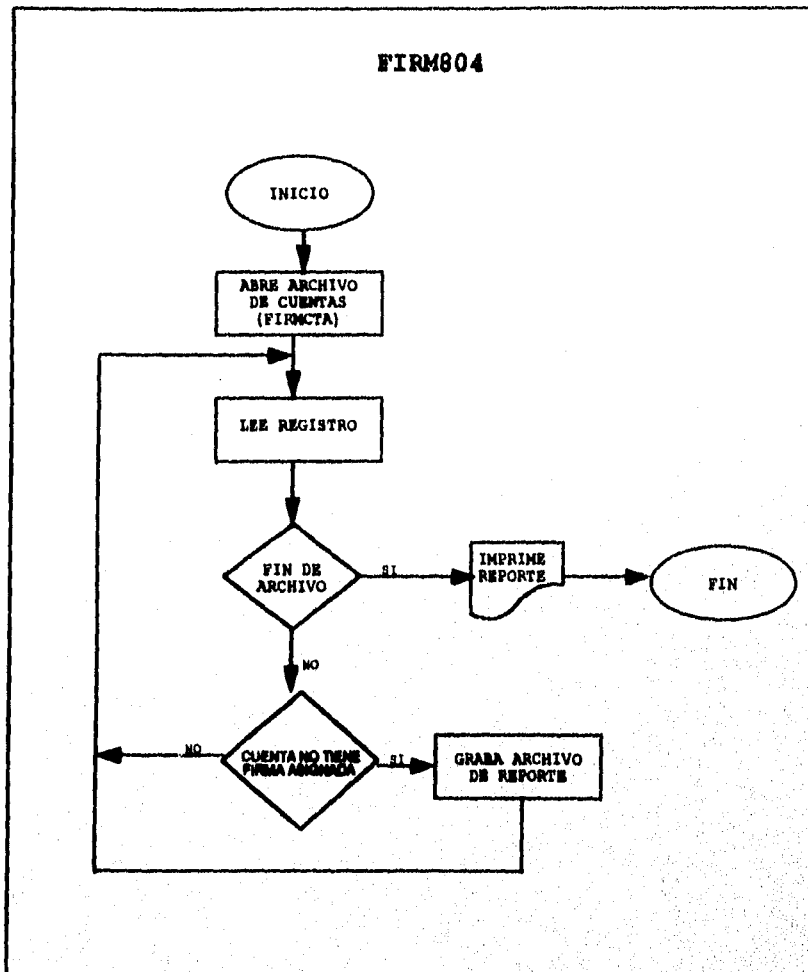 FIRM804
INICIO
ABRE ARCHIVO
DE CUENTAS
(FIRMCTA)
LEE REGISTRO
FIN DE
ARCHIVO
SI
IMPRIME
REPORTE
FIN
NO
CUENTA NO TIENE
FIRMA ASIGNADA
NO
SI
GRABA ARCHIVO
DE REPORTE